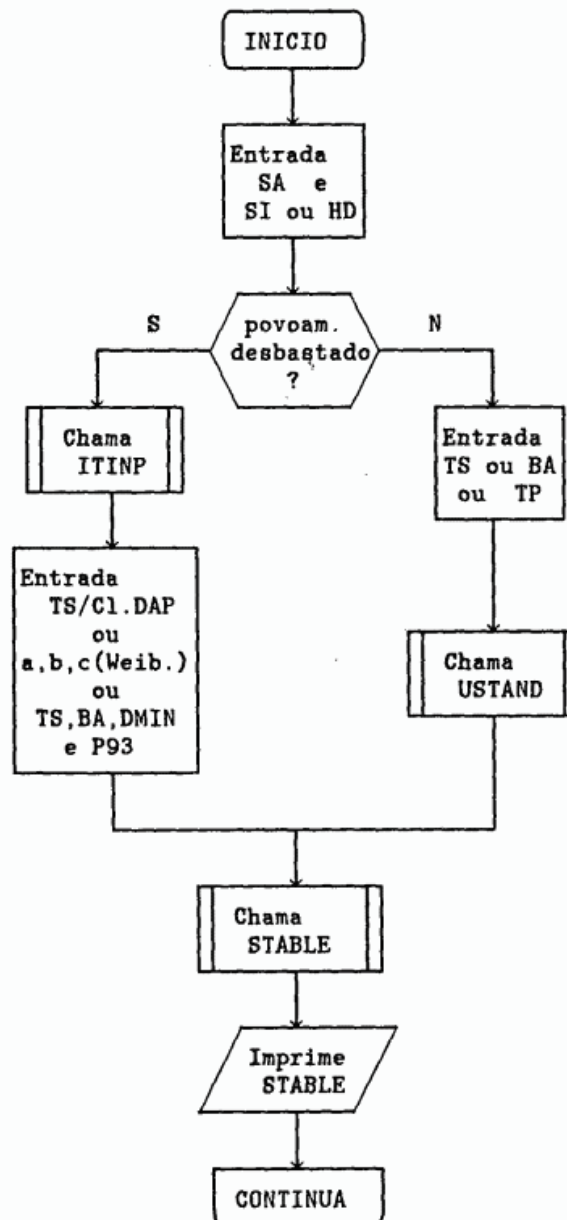 INICIO
Entrada
SA e
SI ou HD
S
povoam.
desbastado
?
N
Chama
ITINP
Entrada
TS/Cl.DAP
ou
a,b,c(Weib.)
ou
TS,BA,DMIN
e P93
Entrada
TS ou BA
ou TP
Chama
USTAND
Chama
STABLE
Imprime
STABLE
CONTINUA